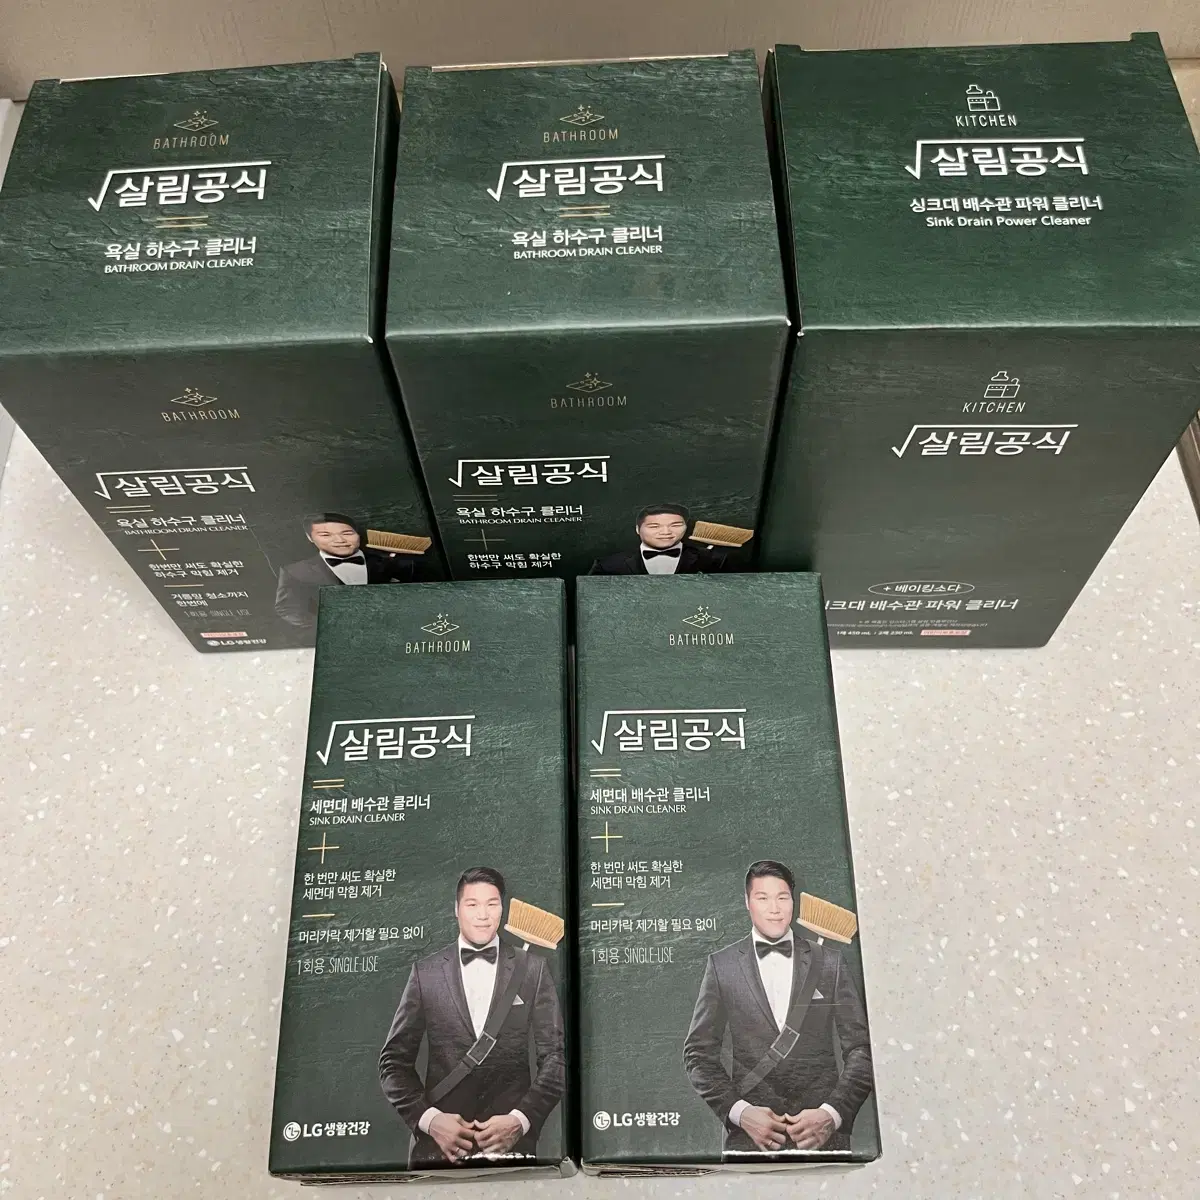 BATHROOM
살림공식
욕실 하수구 클리너
BATHROOM DRAIN CLEANER
BATHROOM
살림공식
욕실 하수구 클리너
BATHROOM DRAIN CLEANER
한번만 써도 확실한
하수구 막힘 제거
거름망 청소까지
한번에
1회용 SINGLE-USE
LG생활건강
BATHROOM
살림공식
욕실 하수구 클리너
BATHROOM DRAIN CLEANER
BATHROOM
살림공식
욕실 하수구 클리너
BATHROOM DRAIN CLEANER
한번만 써도 확실한
하수구 막힘 제거
KITCHEN
살림공식
싱크대 배수관 파워 클리너
Sink Drain Power Cleaner
KITCHEN
살림공식
+ 베이킹소다
싱크대 배수관 파워 클리너
BATHROOM
살림공식
세면대 배수관 클리너
SINK DRAIN CLEANER
한 번만 써도 확실한
세면대 막힘 제거
머리카락 제거할 필요 없이
1회용 SINGLE-USE
LG생활건강
BATHROOM
살림공식
세면대 배수관 클리너
SINK DRAIN CLEANER
한 번만 써도 확실한
세면대 막힘 제거
머리카락 제거할 필요 없이
1회용 SINGLE-USE
LG생활건강